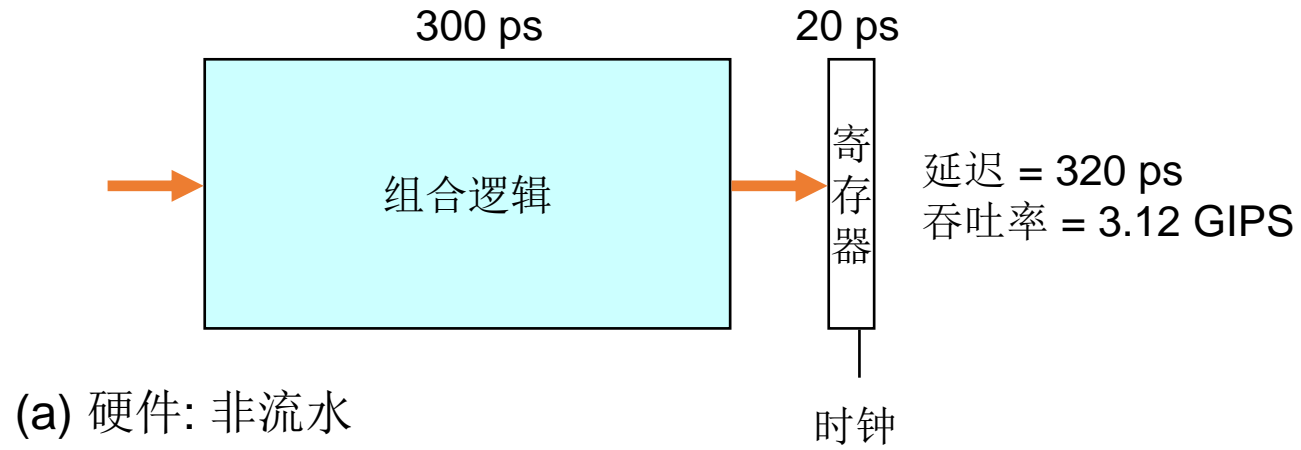 300 ps
20 ps
组合逻辑
寄存器
延迟 = 320 ps
吞吐率 = 3.12 GIPS
(a) 硬件: 非流水
时钟